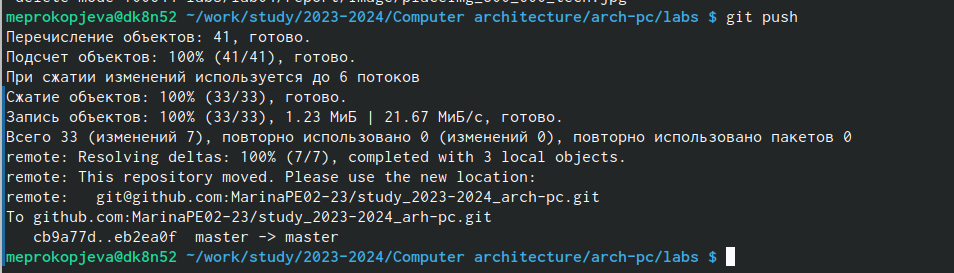 meprokopjeva@dk8n52 ~/work/study/2023-2024/Computer architecture/arch-pc/labs $ git push
Перечисление объектов: 41, готово.
Подсчет объектов: 100% (41/41), готово.
При сжатии изменений используется до 6 потоков
Сжатие объектов: 100% (33/33), готово.
Запись объектов: 100% (33/33), 1.23 МиБ | 21.67 МиБ/с, готово.
Всего 33 (изменений 7), повторно использовано 0 (изменений 0), повторно использовано пакетов 0
remote: Resolving deltas: 100% (7/7), completed with 3 local objects.
remote: This repository moved. Please use the new location:
remote:   git@github.com:MarinaPE02-23/study_2023-2024_arch-pc.git
To github.com:MarinaPE02-23/study_2023-2024_arh-pc.git
   cb9a77d..eb2ea0f  master -> master
meprokopjeva@dk8n52 ~/work/study/2023-2024/Computer architecture/arch-pc/labs $